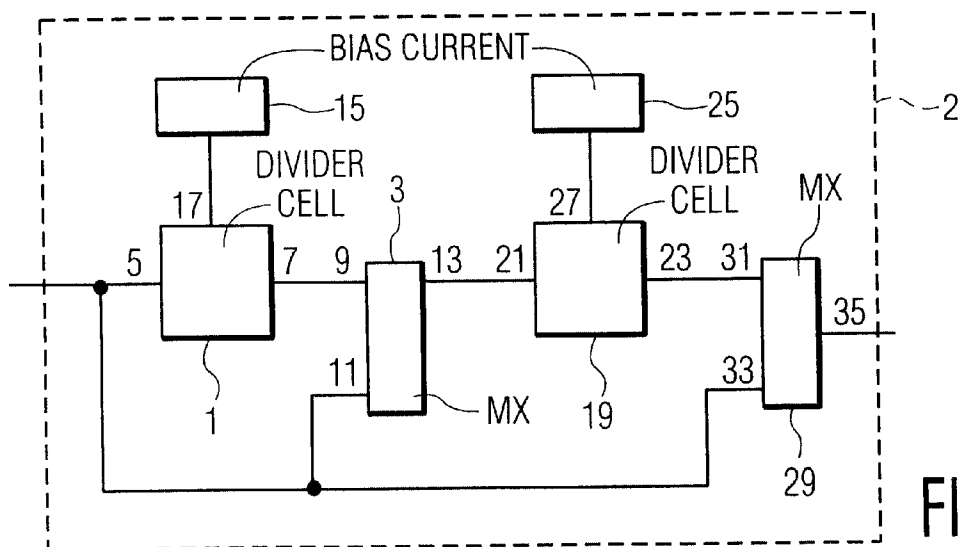 BIAS CURRENT
15
25
2
DIVIDER
CELL
DIVIDER
CELL
MX
17
3
27
5
7
9
13
21
23
31
35
11
33
1
MX
19
29
FI